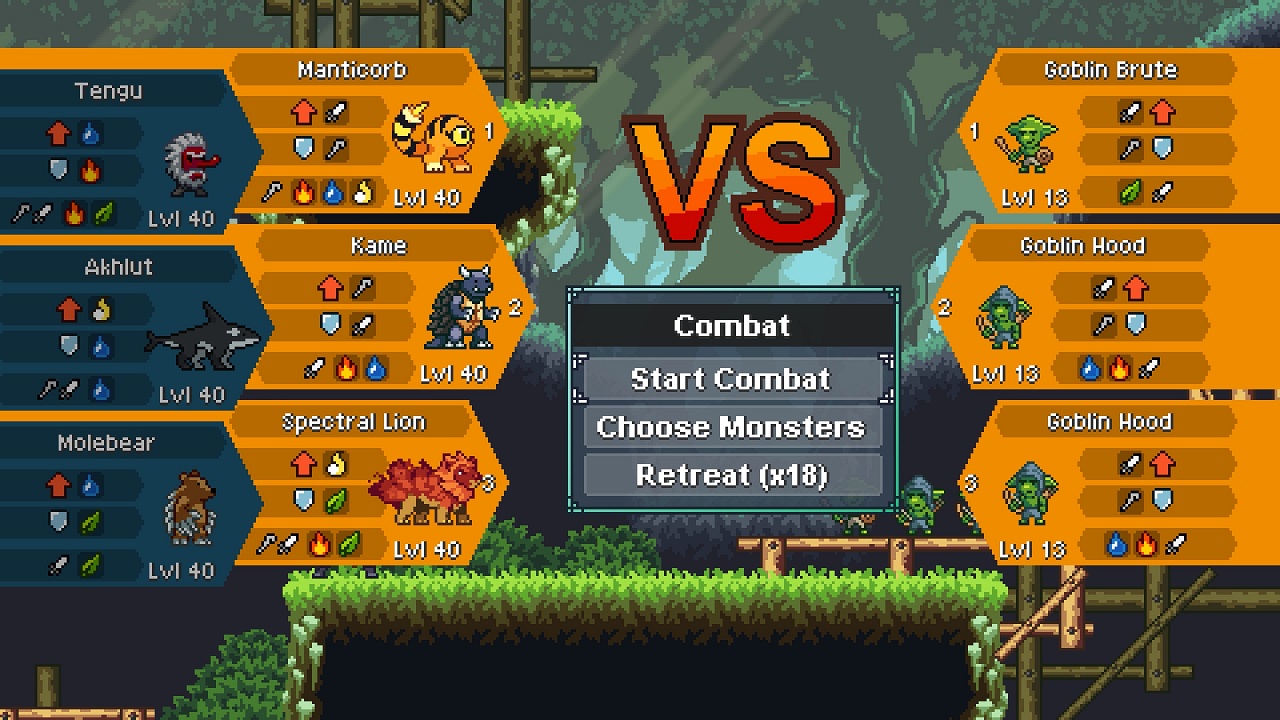 Tengu
Lvl 40
Akhlut
Lvl 40
Molebear
Lvl 40
Manticorb
1
Lvl 40
Kame
2
Lvl 40
Spectral Lion
3
Lvl 40
VS
Combat
Start Combat
Choose Monsters
Retreat (x18)
Goblin Brute
1
Lvl 13
Goblin Hood
2
Lvl 13
Goblin Hood
3
Lvl 13